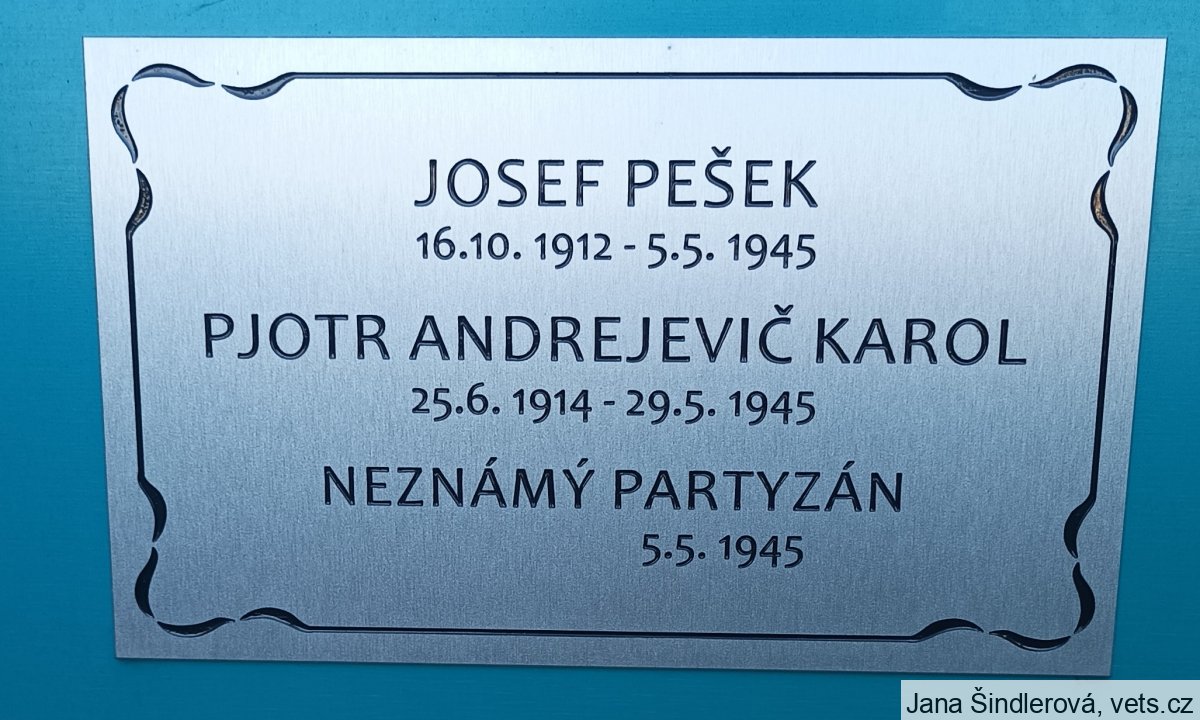 JOSEF PEŠEK
16.10. 1912 - 5.5. 1945
PJOTR ANDREJEVIČ KAROL
25.6. 1914 - 29.5. 1945
NEZNÁMÝ PARTYZÁN
5.5. 1945
Jana Šindlerová, vets.cz